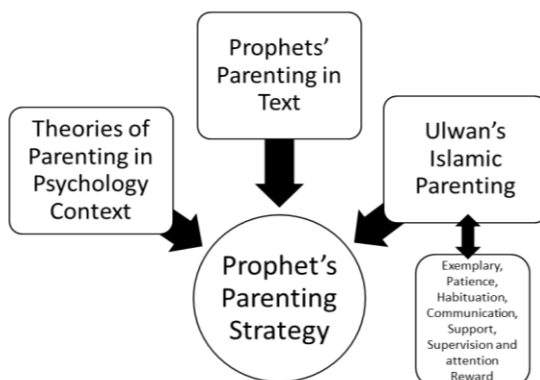 Prophets’
Parenting in
Text
Theories of
Parenting in
Psychology
Context
Ulwan’s
Islamic
Parenting
Prophet’s
Parenting
Strategy
Exemplary,
Patience,
Habituation,
Communication,
Support,
Supervision and
attention
Reward